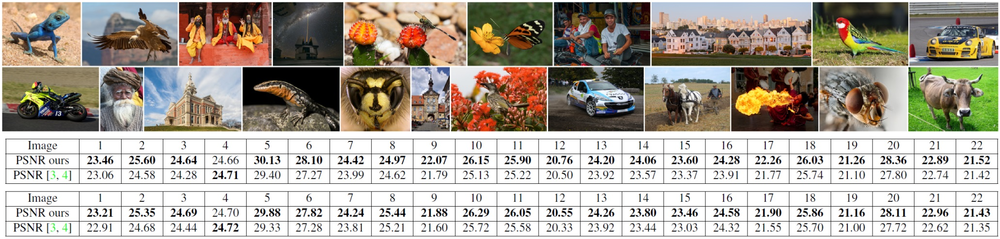 BLANCPAIN
G-W.IT
BBSE
13
Image 1 2 3 4 5 6 7 8 9 10 11 12 13 14 15 16 17 18 19 20 21 22
PSNR ours 23.46 25.60 24.64 24.66 30.13 28.10 24.42 24.97 22.07 26.15 25.90 20.76 24.20 24.06 23.60 24.28 22.26 26.03 21.26 28.36 22.89 21.52
PSNR [3, 4] 23.06 24.58 24.28 24.71 29.40 27.27 23.99 24.62 21.79 25.13 25.22 20.50 23.92 23.57 23.37 23.91 21.77 25.74 21.10 27.80 22.74 21.42
Image 1 2 3 4 5 6 7 8 9 10 11 12 13 14 15 16 17 18 19 20 21 22
PSNR ours 23.21 25.35 24.69 24.70 29.88 27.82 24.24 25.44 21.88 26.29 26.05 20.55 24.26 23.80 23.46 24.58 21.90 25.86 21.16 28.11 22.96 21.43
PSNR [3, 4] 22.91 24.68 24.44 24.72 29.33 27.28 23.81 25.21 21.60 25.72 25.58 20.33 23.92 23.44 23.03 24.32 21.55 25.70 21.00 27.72 22.62 21.35